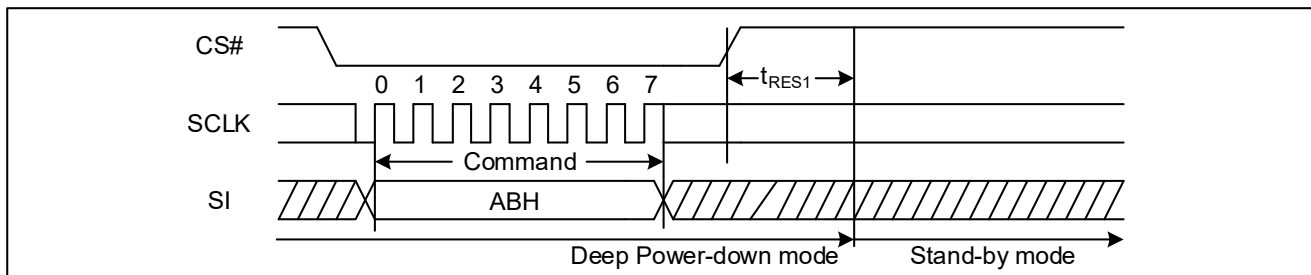 CS#
tRES1
0 1 2 3 4 5 6 7
SCLK
Command
SI
ABH
Deep Power-down mode Stand-by mode